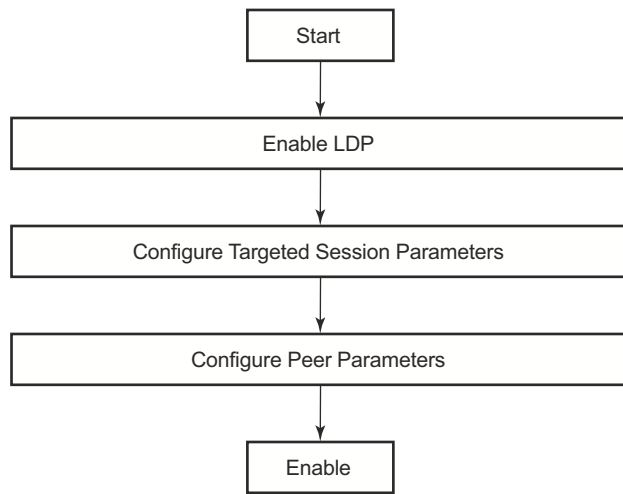 Start
Enable LDP
Configure Targeted Session Parameters
Configure Peer Parameters
Enable